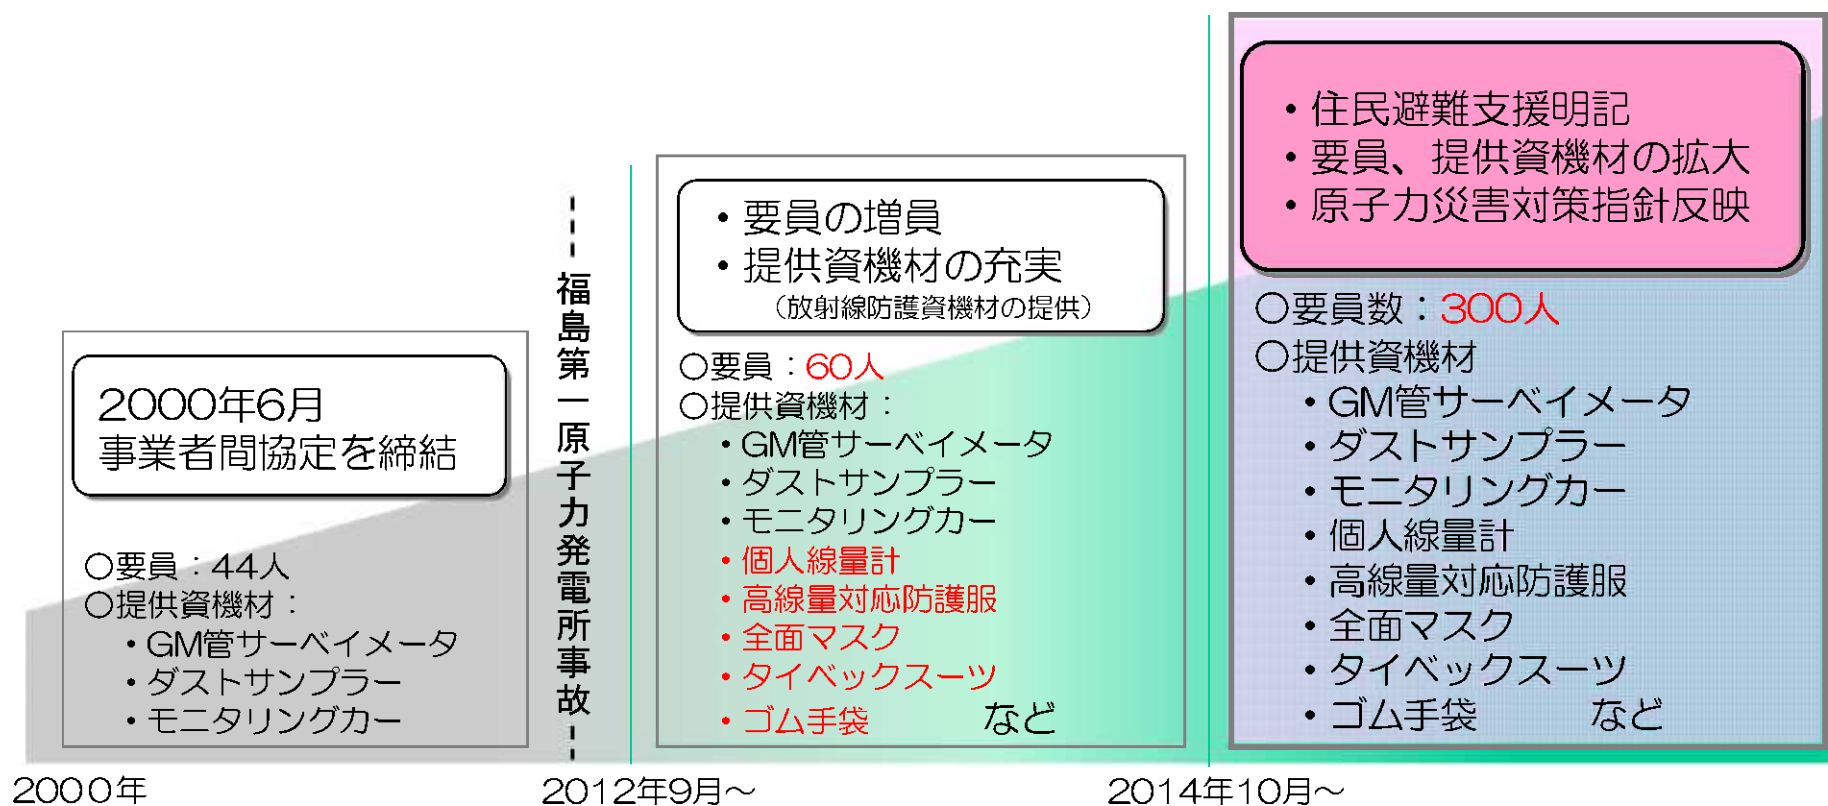 2000年6月
事業者間協定を締結
〇要員：44人
〇提供資機材：
・GM管サーベイメータ
・ダストサンプラー
・モニタリングカー
福島第一原子力発電所事故
・要員の増員
・提供資機材の充実
（放射線防護資機材の提供）
〇要員：60人
〇提供資機材：
・GM管サーベイメータ
・ダストサンプラー
・モニタリングカー
・個人線量計
・高線量対応防護服
・全面マスク
・タイベックスーツ
・ゴム手袋　など
・住民避難支援明記
・要員、提供資機材の拡大
・原子力災害対策指針反映
〇要員数：300人
〇提供資機材
・GM管サーベイメータ
・ダストサンプラー
・モニタリングカー
・個人線量計
・高線量対応防護服
・全面マスク
・タイベックスーツ
・ゴム手袋　など
2000年
2012年9月～
2014年10月～